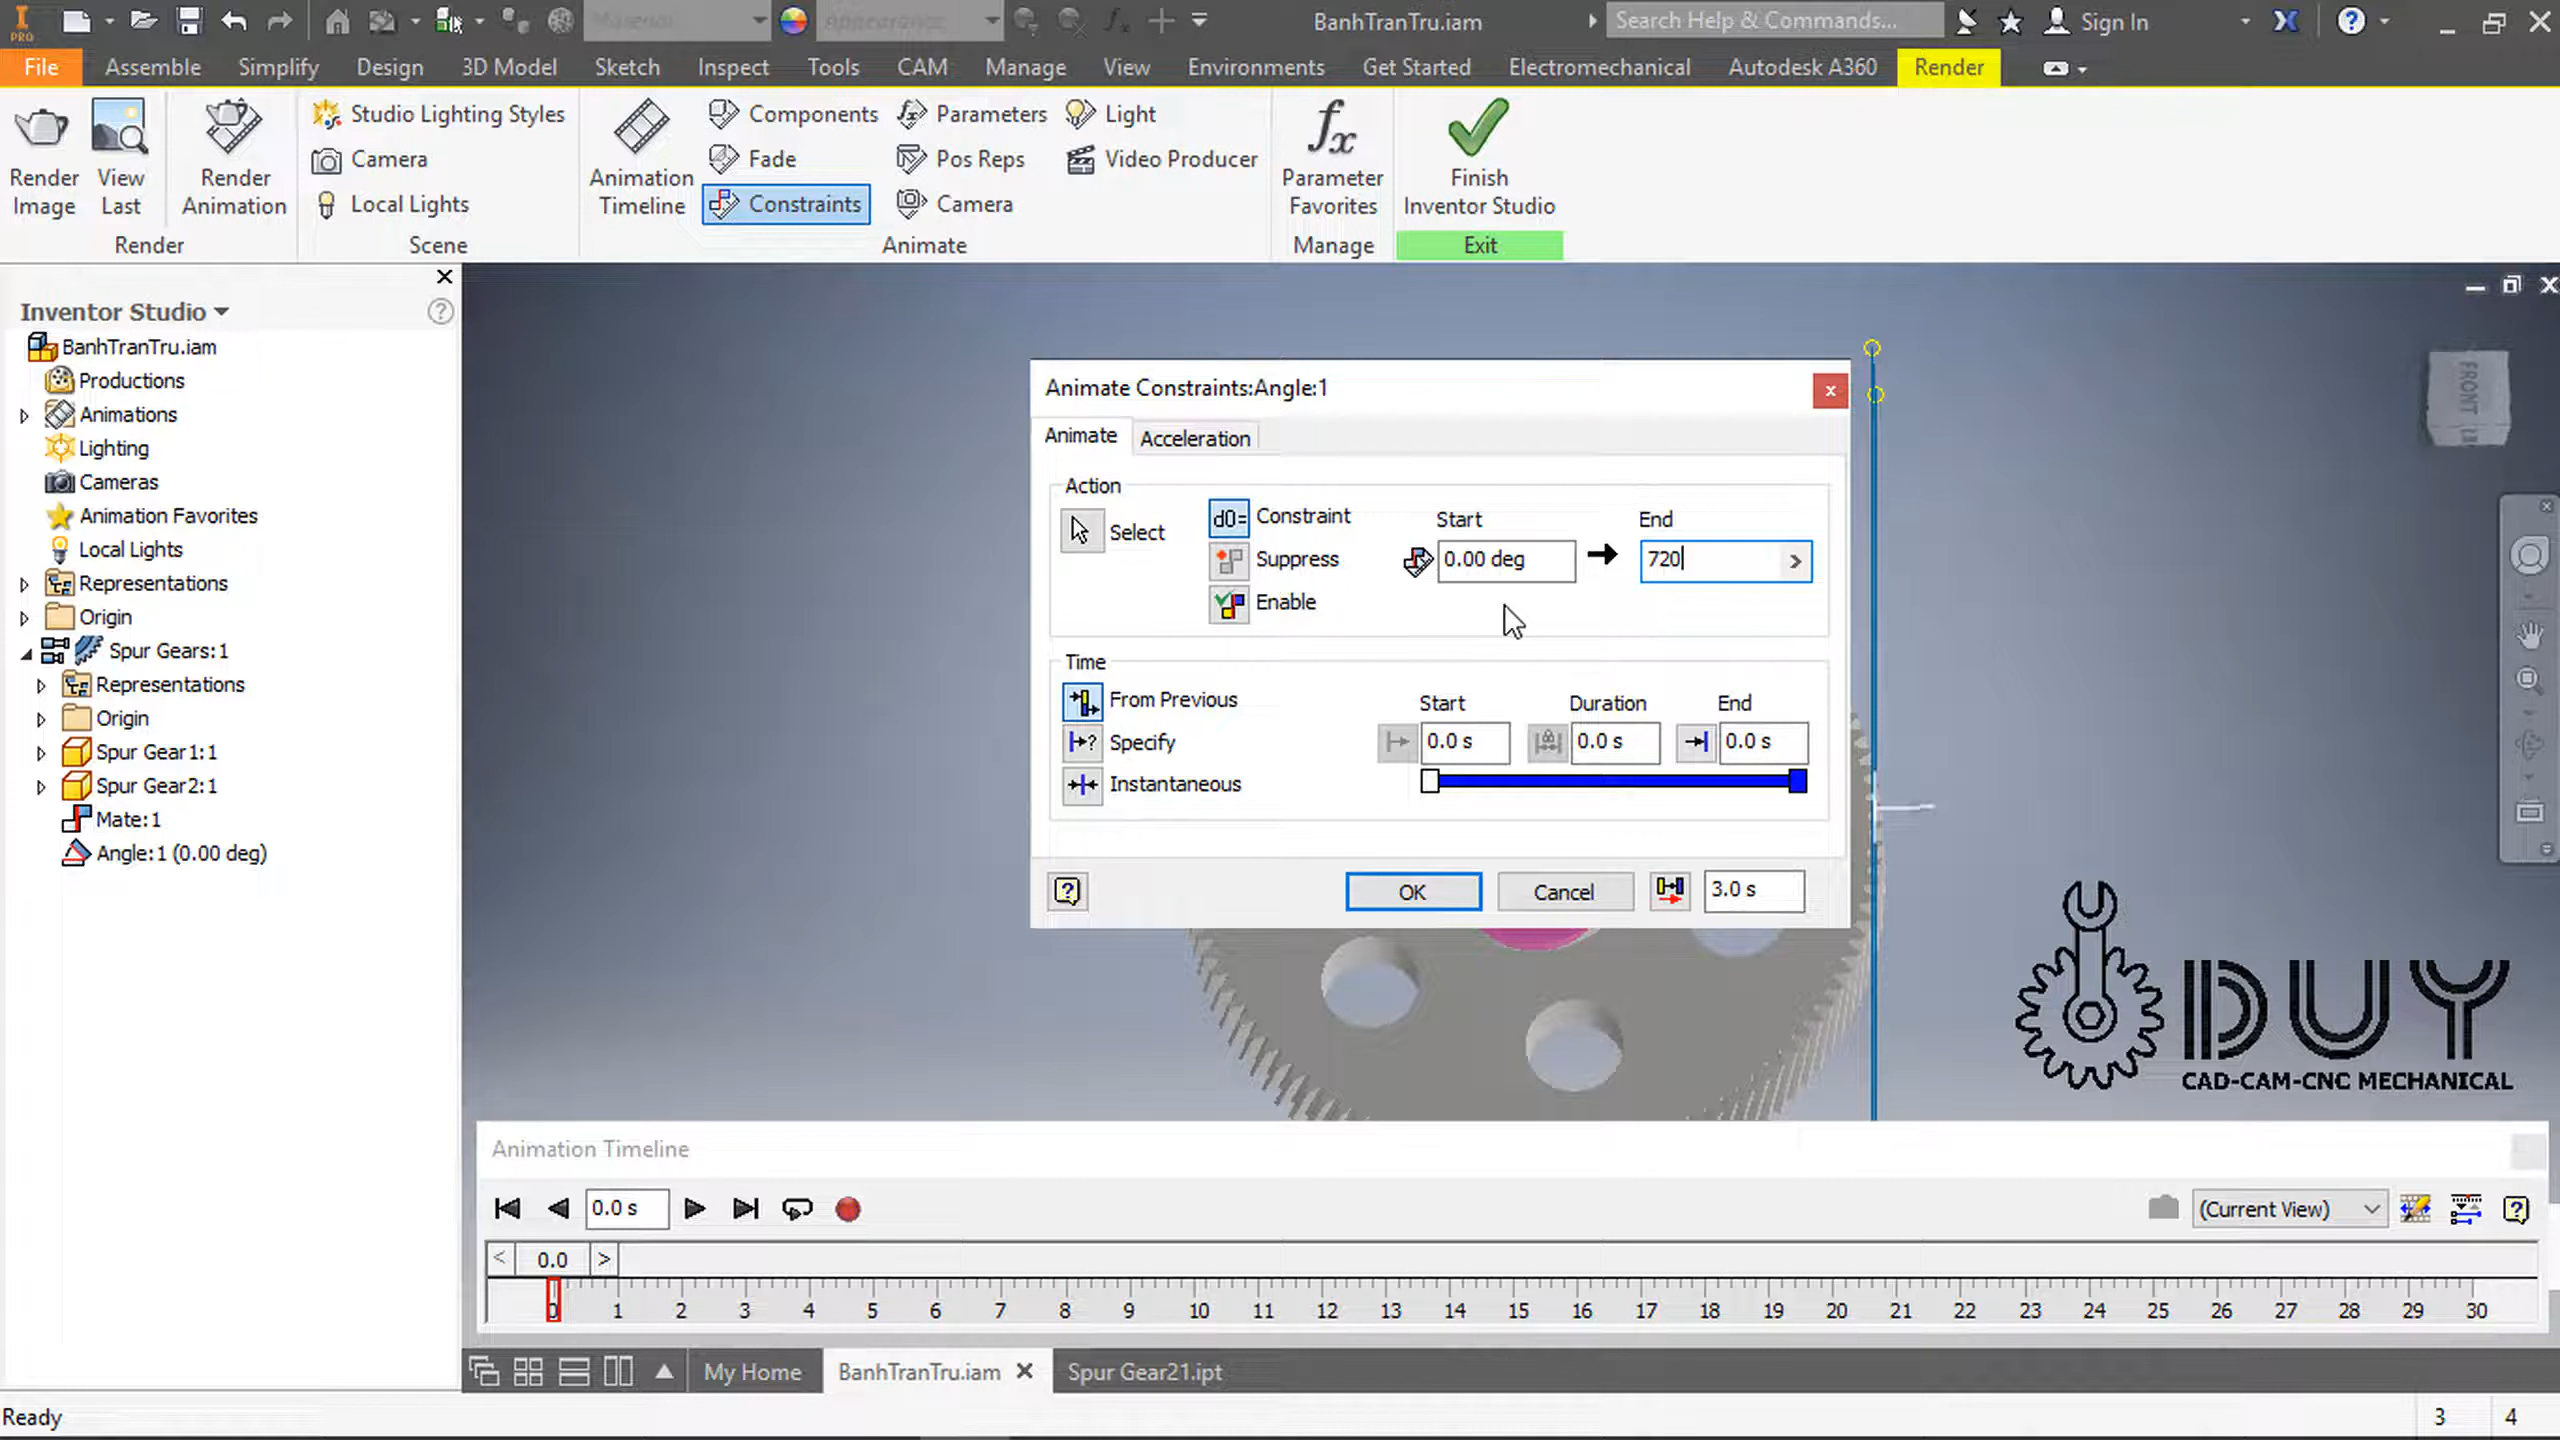 PRO
Material
Appearance
BanhTranTru.iam
Search Help & Commands...
Sign In
File
Assemble
Simplify
Design
3D Model
Sketch
Inspect
Tools
CAM
Manage
View
Environments
Get Started
Electromechanical
Autodesk A360
Render
Render Image
View Last
Render
Render Animation
Studio Lighting Styles
Camera
Local Lights
Scene
Animation Timeline
Components
Fade
Constraints
Parameters
Pos Reps
Camera
Light
Video Producer
Animate
fx
Parameter Favorites
Manage
Finish
Inventor Studio
Exit
Inventor Studio
BanhTranTru.iam
Productions
Animations
Lighting
Cameras
Animation Favorites
Local Lights
Representations
Origin
Spur Gears:1
Representations
Origin
Spur Gear1:1
Spur Gear2:1
Mate:1
Angle:1 (0.00 deg)
FRONT
Animate Constraints:Angle:1
x
Animate
Acceleration
Action
Select
d0=
Constraint
Suppress
Enable
Start
0.00 deg
End
720
Time
From Previous
Specify
Instantaneous
Start
Duration
End
0.0 s
0.0 s
0.0 s
OK
Cancel
3.0 s
DUY
CAD-CAM-CNC MECHANICAL
Animation Timeline
0.0 s
(Current View)
< 0.0 >
0 1 2 3 4 5 6 7 8 9 10 11 12 13 14 15 16 17 18 19 20 21 22 23 24 25 26 27 28 29 30
My Home
BanhTranTru.iam
Spur Gear21.ipt
Ready
3 4